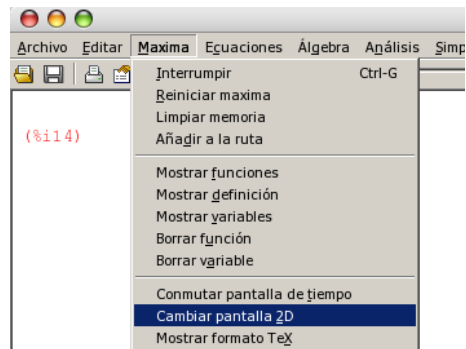 Archivo Editar Maxima Ecuaciones Álgebra Análisis Simp
Interrumpir Ctrl-G
Reiniciar maxima
Limpiar memoria
(%i14)
Añadir a la ruta
Mostrar funciones
Mostrar definición
Mostrar variables
Borrar función
Borrar variable
Conmutar pantalla de tiempo
Cambiar pantalla 2D
Mostrar formato TeX